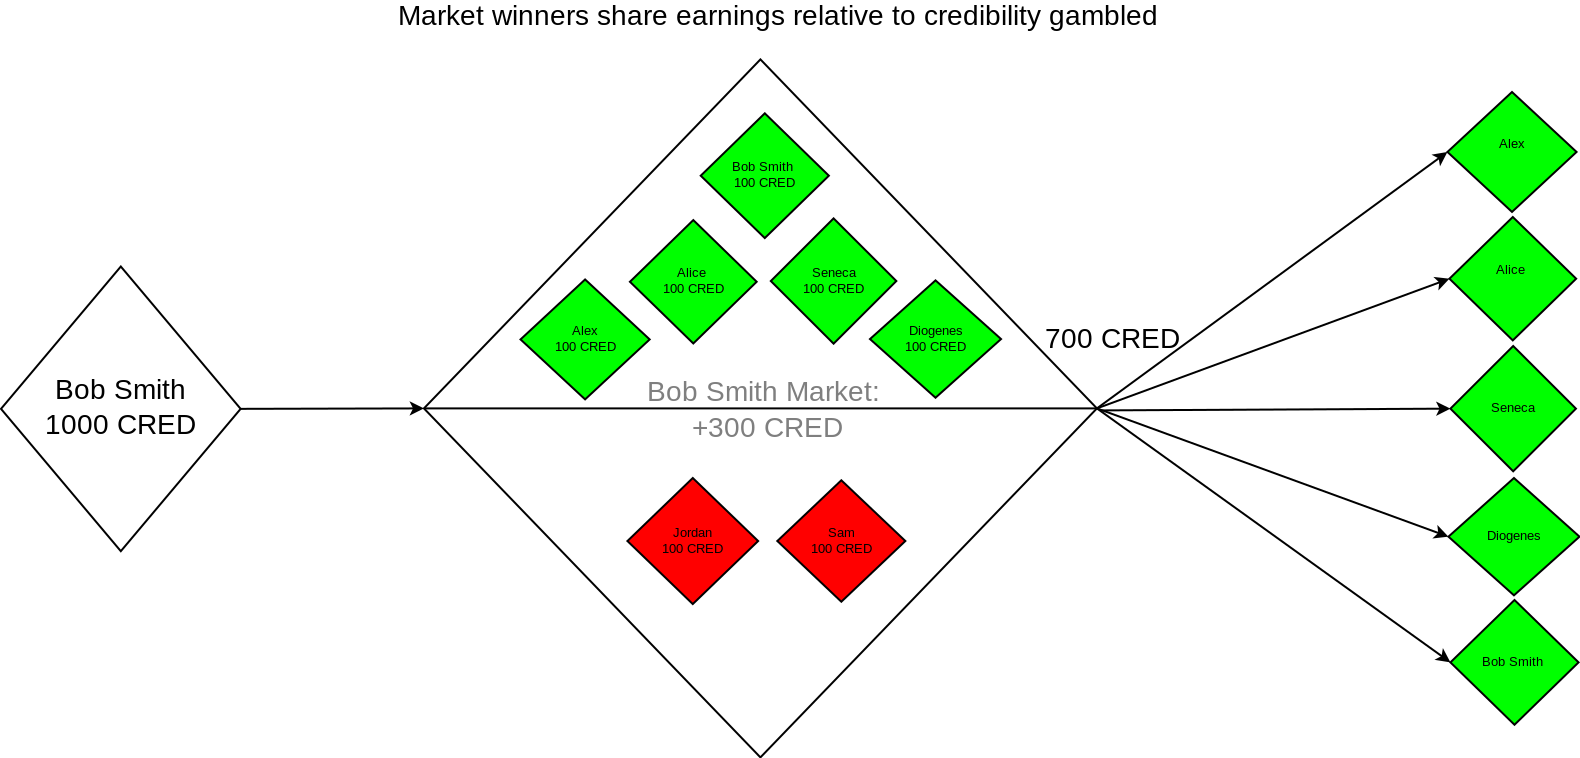 Market winners share earnings relative to credibility gambled
Bob Smith
1000 CRED
Bob Smith
100 CRED
Alice
100 CRED
Seneca
100 CRED
Alex
100 CRED
Diogenes
100 CRED
Bob Smith Market:
+300 CRED
Jordan
100 CRED
Sam
100 CRED
700 CRED
Alex
Alice
Seneca
Diogenes
Bob Smith